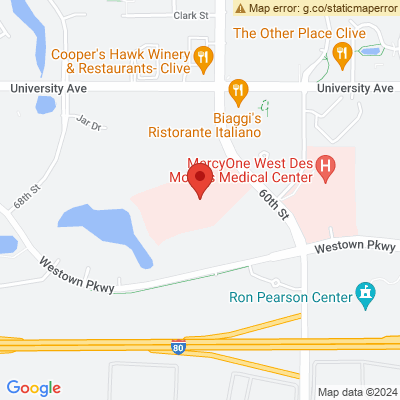 Map error: g.co/staticmaperror
Clark St
Cooper's Hawk Winery
& Restaurants- Clive
The Other Place Clive
University Ave
University Ave
Biaggi's
Ristorante Italiano
Jar Dr
MercyOne West Des
Moines Medical Center
68th St
60th St
Westown Pkwy
Westown Pkwy
Ron Pearson Center
80
Google
Map data ©2024